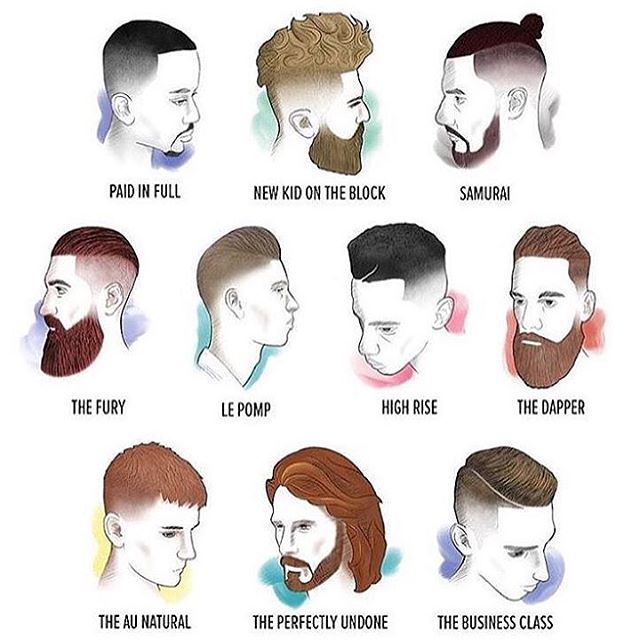 PAID IN FULL
NEW KID ON THE BLOCK
SAMURAI
THE FURY
LE POMP
HIGH RISE
THE DAPPER
THE AU NATURAL
THE PERFECTLY UNDONE
THE BUSINESS CLASS